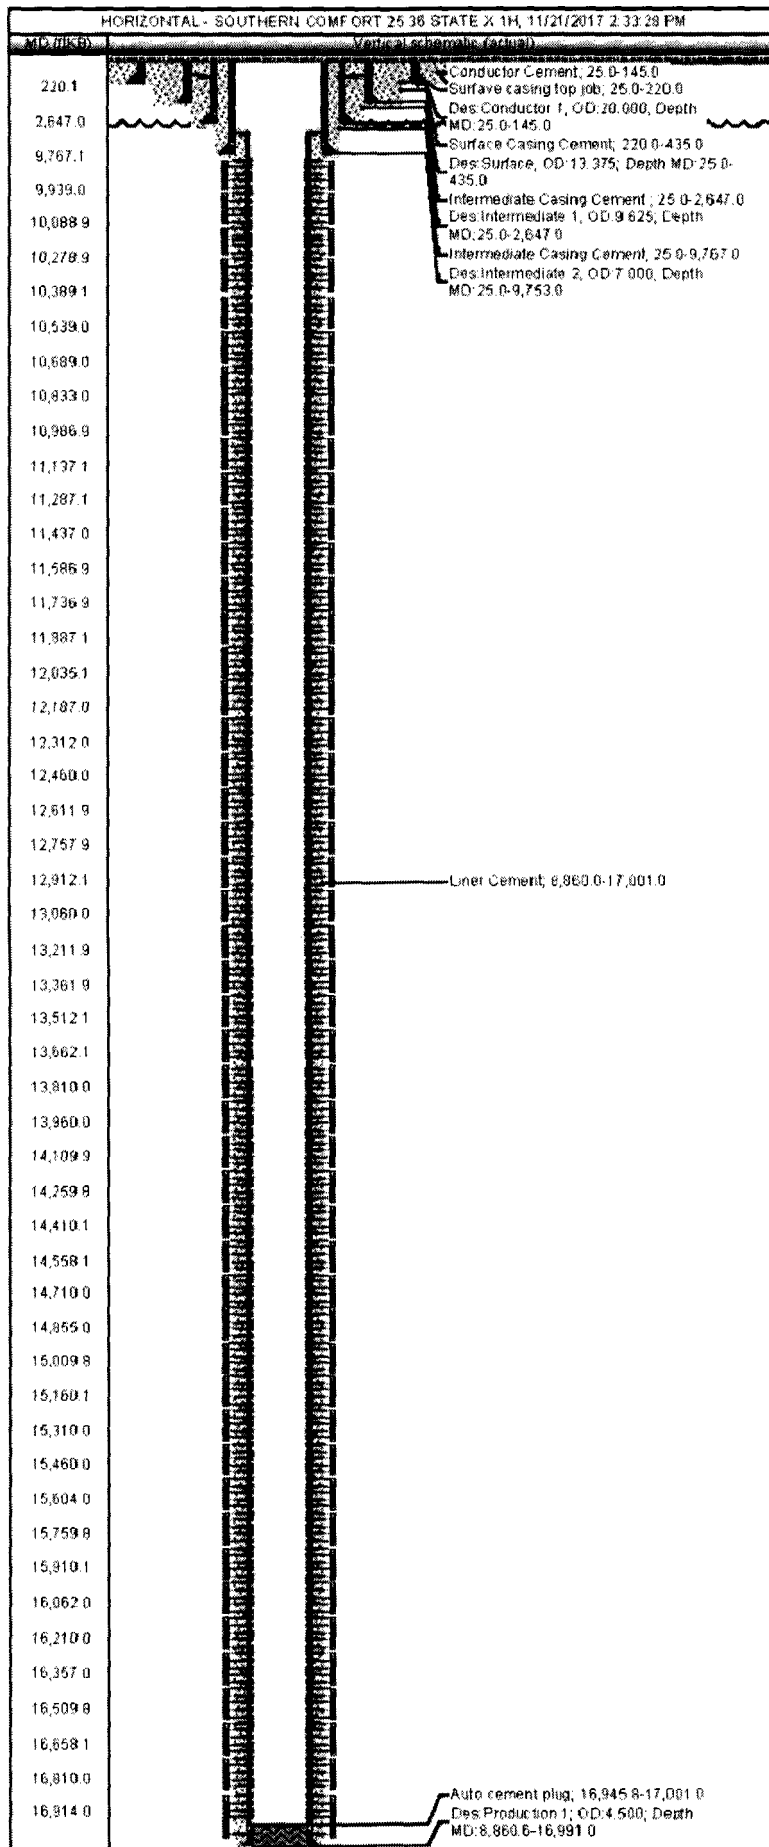 HORIZONTAL - SOUTHERN COMFORT 25 36 STATE X 1H, 11/21/2017 2:33:28 PM
MD (ftKB)
Vertical schematic (actual)
Conductor Cement; 25.0-145.0
Surfave casing top job; 25.0-220.0
Des:Conductor 1; OD:20.000; Depth
MD:25.0-145.0
Surface Casing Cement; 220.0-435.0
Des:Surface; OD:13.375; Depth MD:25.0-
435.0
Intermediate Casing Cement ; 25.0-2,647.0
Des:Intermediate 1; OD:9.625; Depth
MD:25.0-2,647.0
Intermediate Casing Cement; 25.0-9,767.0
Des:Intermediate 2; OD:7.000; Depth
MD:25.0-9,753.0
220.1
2,647.0
9,767.1
9,939.0
10,088.9
10,278.9
10,389.1
10,539.0
10,689.0
10,833.0
10,986.9
11,137.1
11,287.1
11,437.0
11,586.9
11,736.9
11,887.1
12,035.1
12,187.0
12,312.0
12,460.0
12,611.9
12,757.9
12,912.1
Liner Cement; 8,860.0-17,001.0
13,060.0
13,211.9
13,361.9
13,512.1
13,662.1
13,810.0
13,960.0
14,109.9
14,259.8
14,410.1
14,558.1
14,710.0
14,855.0
15,009.8
15,160.1
15,310.0
15,460.0
15,604.0
15,759.8
15,910.1
16,062.0
16,210.0
16,357.0
16,509.8
16,658.1
16,810.0
16,914.0
Auto cement plug; 16,945.8-17,001.0
Des:Production 1; OD:4.500; Depth
MD:8,860.6-16,991.0